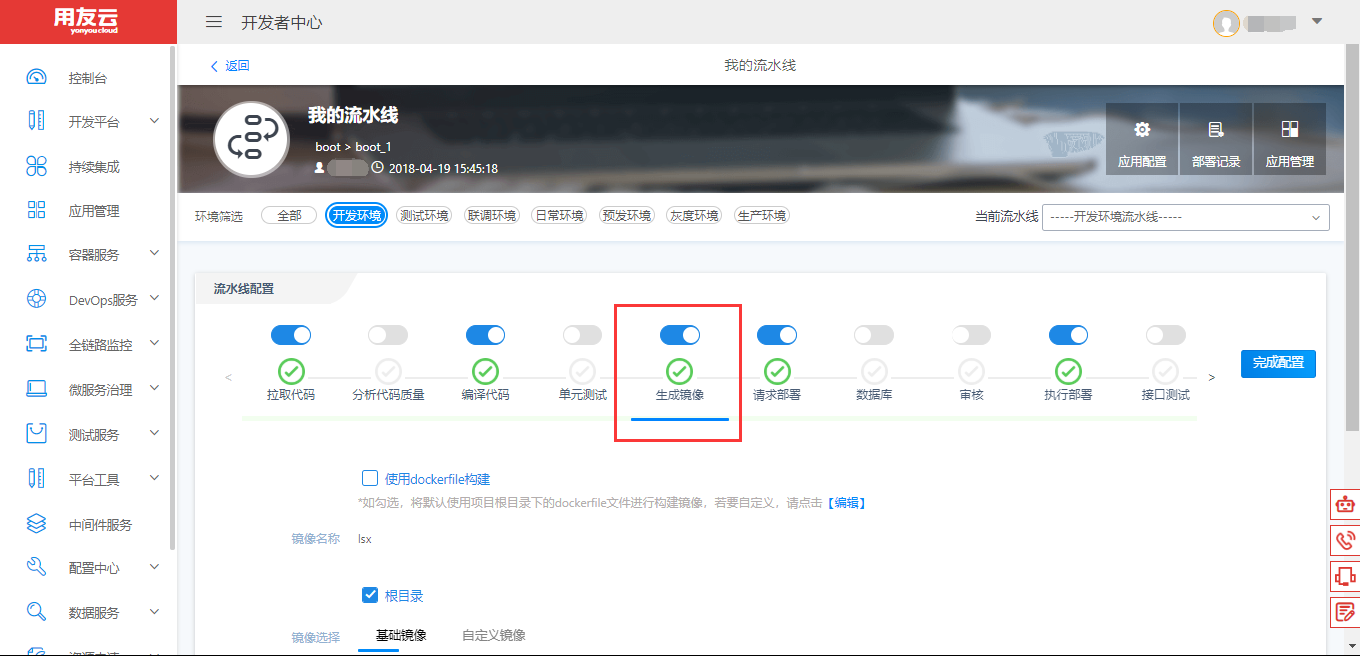 用友云
yonyoucloud
开发者中心
控制台
开发平台
持续集成
应用管理
容器服务
DevOps服务
全链路监控
微服务治理
测试服务
平台工具
中间件服务
配置中心
数据服务
返回
我的流水线
我的流水线
boot > boot_1
2018-04-19 15:45:18
应用配置 部署记录 应用管理
环境筛选 全部 开发环境 测试环境 联调环境 日常环境 预发环境 灰度环境 生产环境 当前流水线 -----开发环境流水线-----
流水线配置
< 拉取代码 分析代码质量 编译代码 单元测试 生成镜像 请求部署 数据库 审核 执行部署 接口测试 >
完成配置
使用dockerfile构建
*如勾选，将默认使用项目根目录下的dockerfile文件进行构建镜像，若要自定义，请点击【编辑】
镜像名称 lsx
根目录
镜像选择 基础镜像 自定义镜像